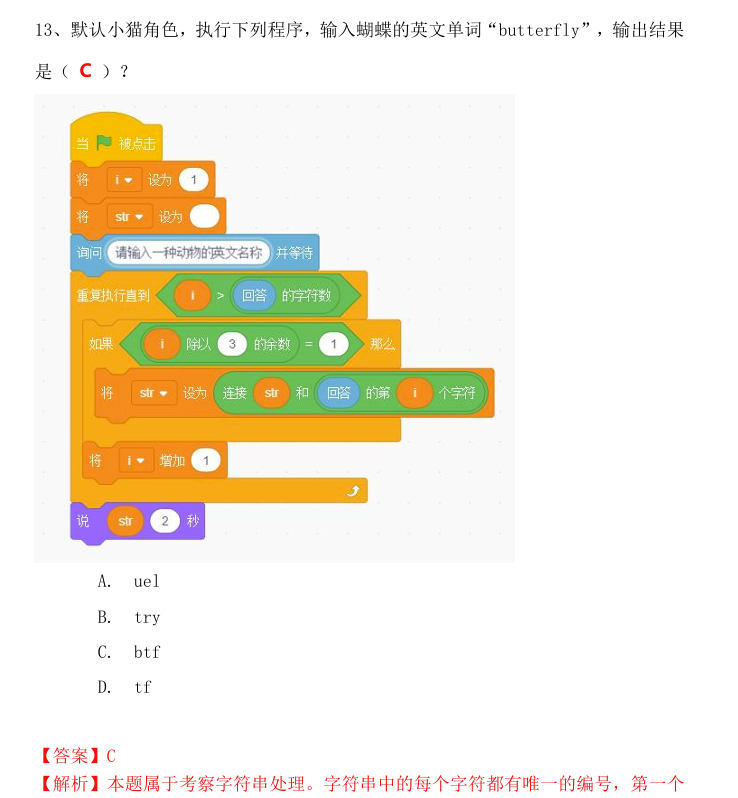 13、默认小猫角色，执行下列程序，输入蝴蝶的英文单词“butterfly”，输出结果
是（ C ）？
当 被点击
将 i 设为 1
将 str 设为
询问 请输入一种动物的英文名称 并等待
重复执行直到 i > 回答 的字符数
如果 i 除以 3 的余数 = 1 那么
将 str 设为 连接 str 和 回答 的第 i 个字符
将 i 增加 1
说 str 2 秒
A. uel
B. try
C. btf
D. tf
【答案】C
【解析】本题属于考察字符串处理。字符串中的每个字符都有唯一的编号，第一个